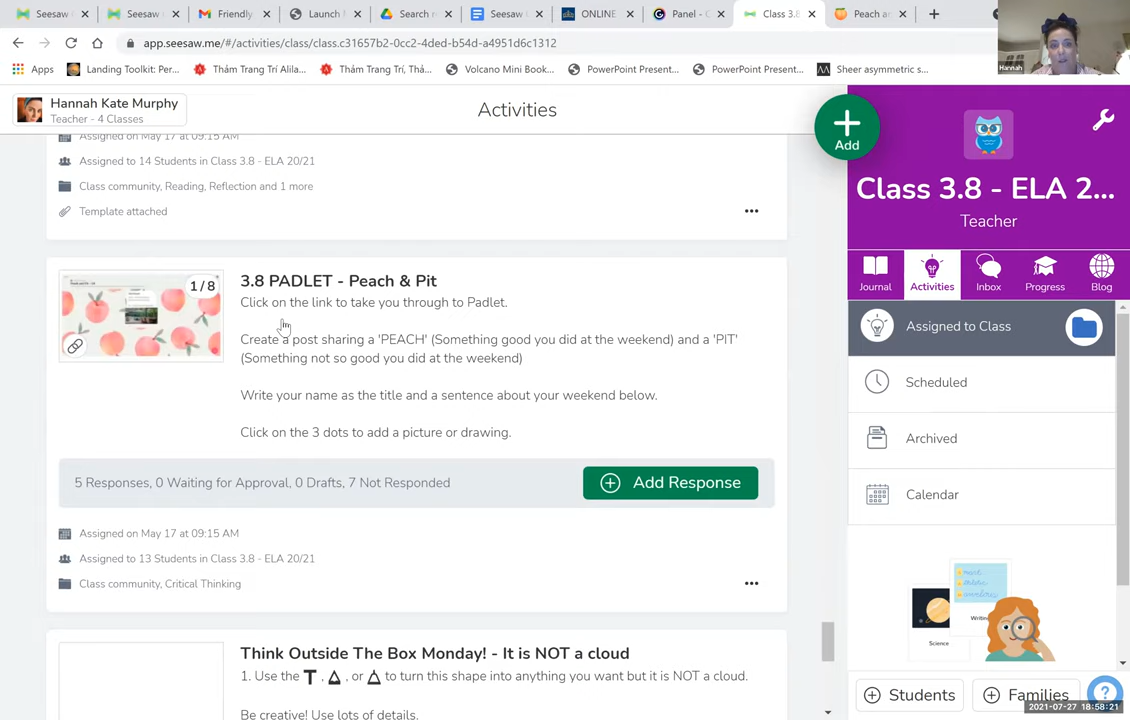 Seesaw
Seesaw
Friendly
Launch M
Search re
Seesaw C
ONLINE
Panel - C
Class 3.8
Peach an
app.seesaw.me/#/activities/class/class.c31657b2-0cc2-4ded-b54d-a4951d6c1312
Apps
Landing Toolkit: Per...
Thảm Trang Trí Alila...
Thảm Trang Trí, Thả...
Volcano Mini Book...
PowerPoint Present...
PowerPoint Present...
Sheer asymmetric s...
Hannah
Hannah Kate Murphy
Teacher - 4 Classes
Activities
Add
Class 3.8 - ELA 2...
Teacher
Journal
Activities
Inbox
Progress
Blog
Assigned to Class
Scheduled
Archived
Calendar
Science
Writing
Students
Families
2021-07-27 18:58:21
Assigned on May 17 at 09:15 AM
Assigned to 14 Students in Class 3.8 - ELA 20/21
Class community, Reading, Reflection and 1 more
Template attached
1 / 8
3.8 PADLET - Peach & Pit
Click on the link to take you through to Padlet.
Create a post sharing a 'PEACH' (Something good you did at the weekend) and a 'PIT'
(Something not so good you did at the weekend)
Write your name as the title and a sentence about your weekend below.
Click on the 3 dots to add a picture or drawing.
5 Responses, 0 Waiting for Approval, 0 Drafts, 7 Not Responded
Add Response
Assigned on May 17 at 09:15 AM
Assigned to 13 Students in Class 3.8 - ELA 20/21
Class community, Critical Thinking
Think Outside The Box Monday! - It is NOT a cloud
1. Use the T, , or to turn this shape into anything you want but it is NOT a cloud.
Be creative! Use lots of details.